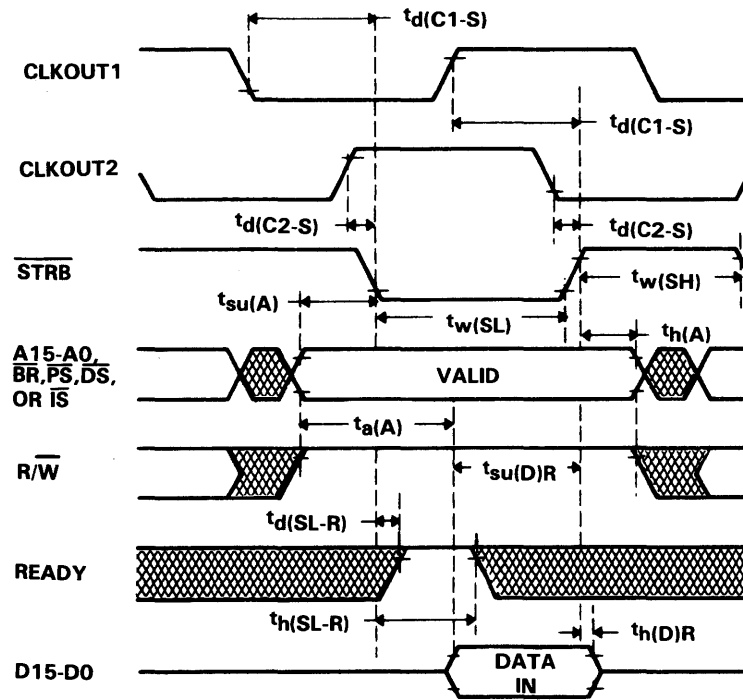 td(C1-S)
CLKOUT1
td(C1-S)
CLKOUT2
td(C2-S)
td(C2-S)
STRB
tw(SH)
tsu(A)
tw(SL)
th(A)
A15-A0,
BR,PS,DS,
OR IS
VALID
ta(A)
R/W
tsu(D)R
td(SL-R)
READY
th(SL-R)
th(D)R
D15-D0
DATA
IN